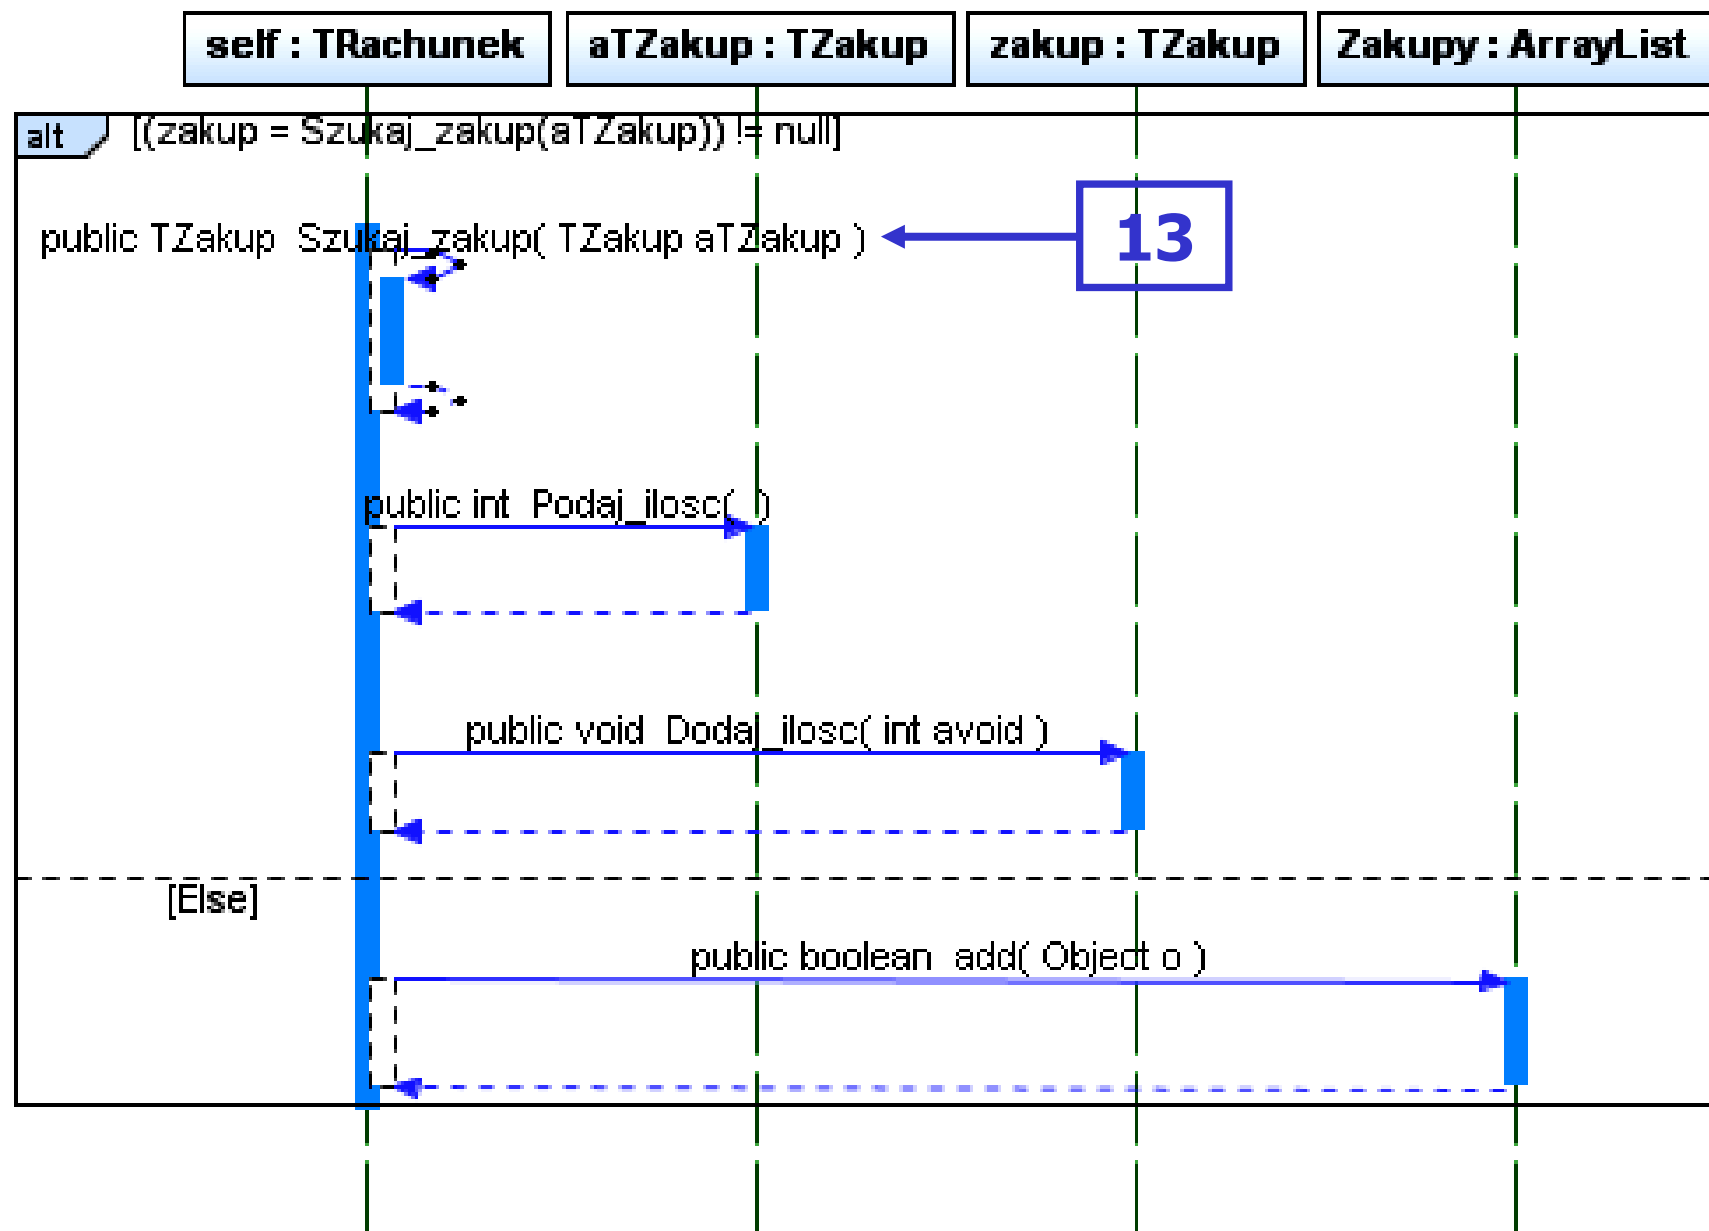 self : TRachunek
aTZakup : TZakup
zakup : TZakup
Zakupy : ArrayList
alt
[(zakup = Szukaj_zakup(aTZakup)) != null]
public TZakup Szukaj_zakup( TZakup aTZakup )
13
public int Podaj_ilosc( )
public void Dodaj_ilosc( int avoid )
[Else]
public boolean add( Object o )